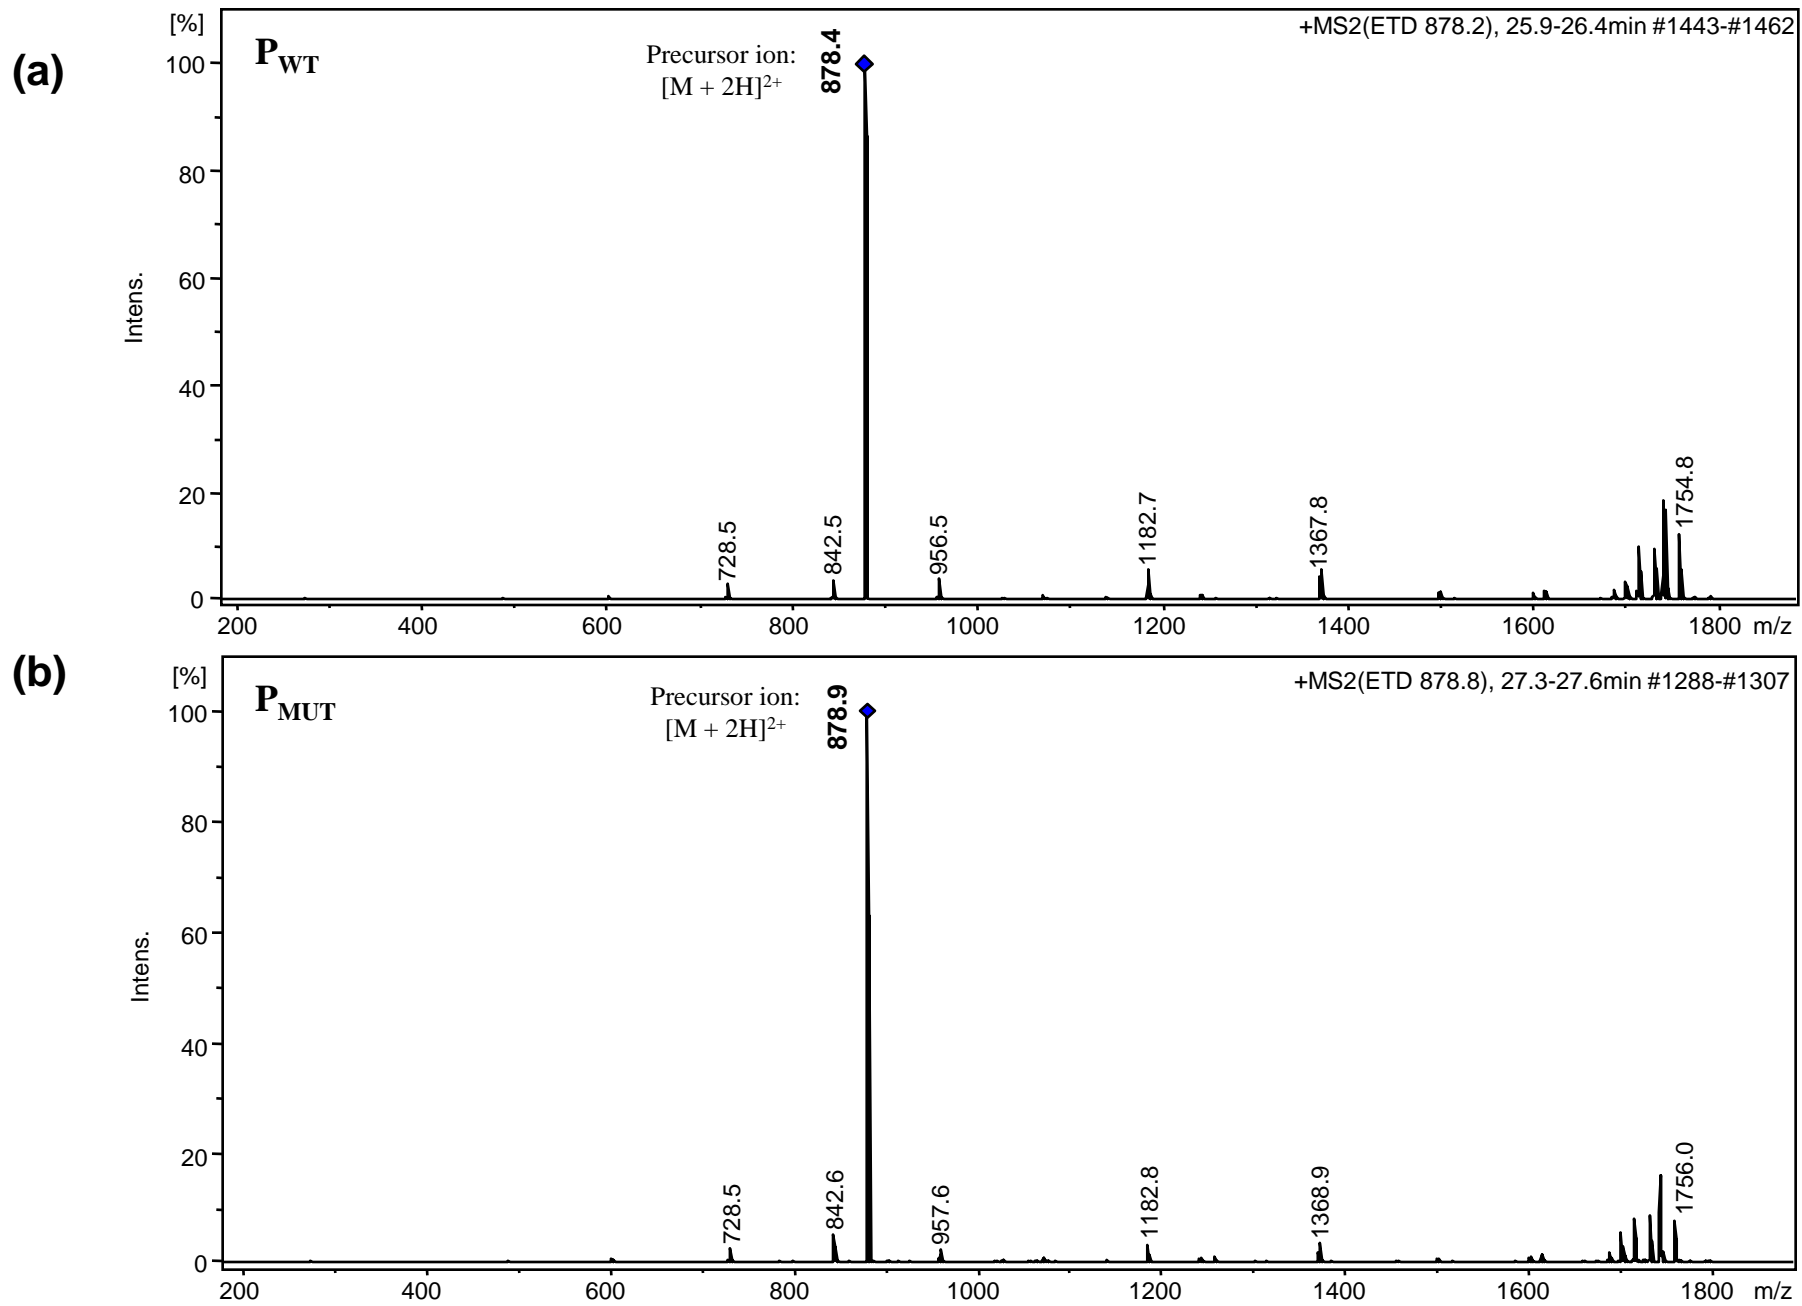 (a)
[%]
P_WT
Precursor ion:
[M + 2H]²⁺
878.4
+MS2(ETD 878.2), 25.9-26.4min #1443-#1462
100
80
60
40
20
0
Intens.
728.5
842.5
956.5
1182.7
1367.8
1754.8
200 400 600 800 1000 1200 1400 1600 1800 m/z
(b)
[%]
P_MUT
Precursor ion:
[M + 2H]²⁺
878.9
+MS2(ETD 878.8), 27.3-27.6min #1288-#1307
100
80
60
40
20
0
Intens.
728.5
842.6
957.6
1182.8
1368.9
1756.0
200 400 600 800 1000 1200 1400 1600 1800 m/z